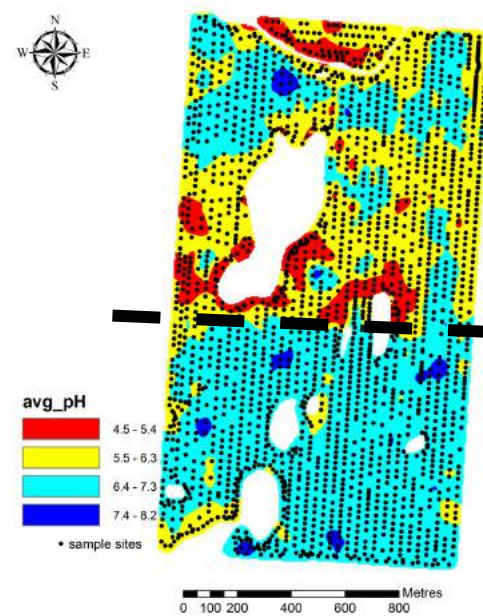 N
W E
S
avg_pH
4.5 - 5.4
5.5 - 6.3
6.4 - 7.3
7.4 - 8.2
sample sites
Metres
0 100 200 400 600 800